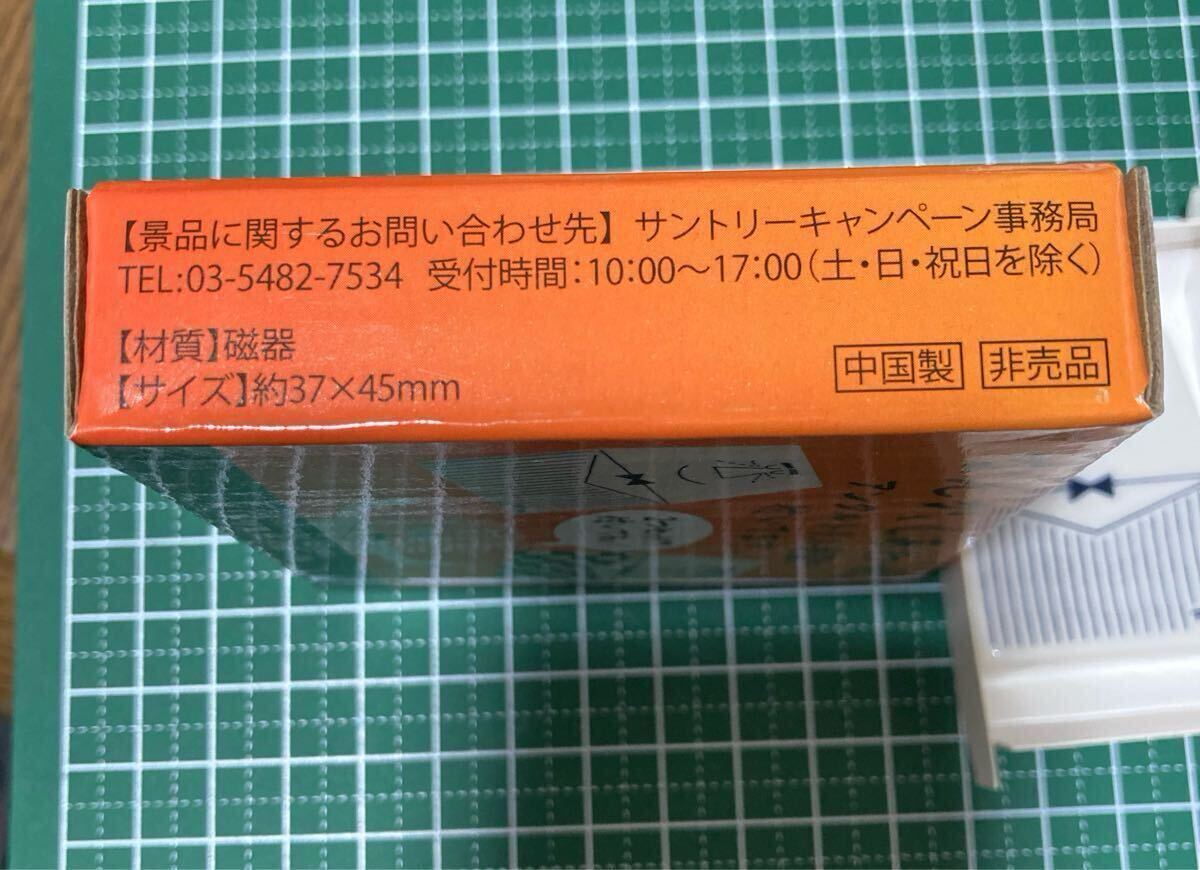 【景品に関するお問い合わせ先】 サントリーキャンペーン事務局
TEL:03-5482-7534 受付時間：10：00～17：00（土・日・祝日を除く）
【材質】磁器
【サイズ】約37×45mm
中国製 非売品